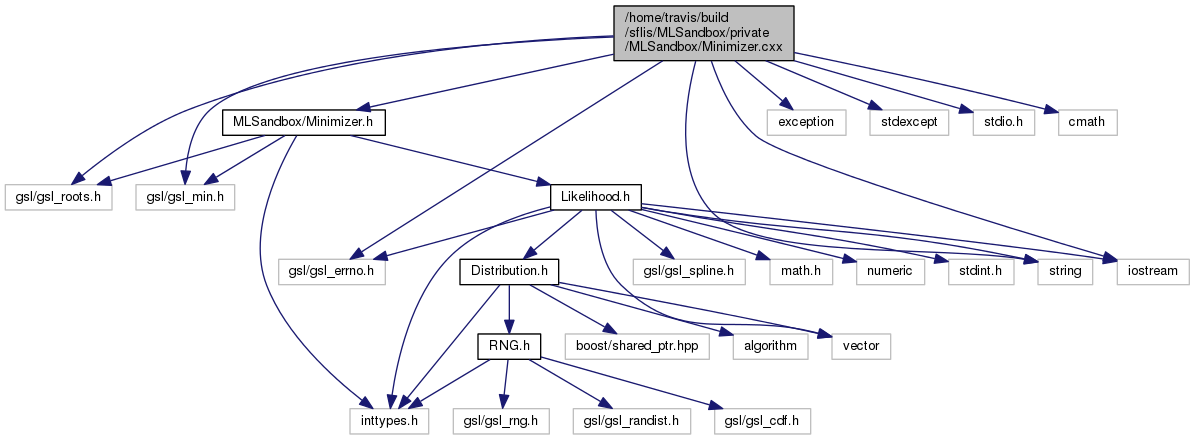 /home/travis/build
/sflis/MLSandbox/private
/MLSandbox/Minimizer.cxx
MLSandbox/Minimizer.h
exception
stdexcept
stdio.h
cmath
gsl/gsl_roots.h
gsl/gsl_min.h
Likelihood.h
gsl/gsl_errno.h
Distribution.h
gsl/gsl_spline.h
math.h
numeric
stdint.h
string
iostream
RNG.h
boost/shared_ptr.hpp
algorithm
vector
inttypes.h
gsl/gsl_rng.h
gsl/gsl_randist.h
gsl/gsl_cdf.h